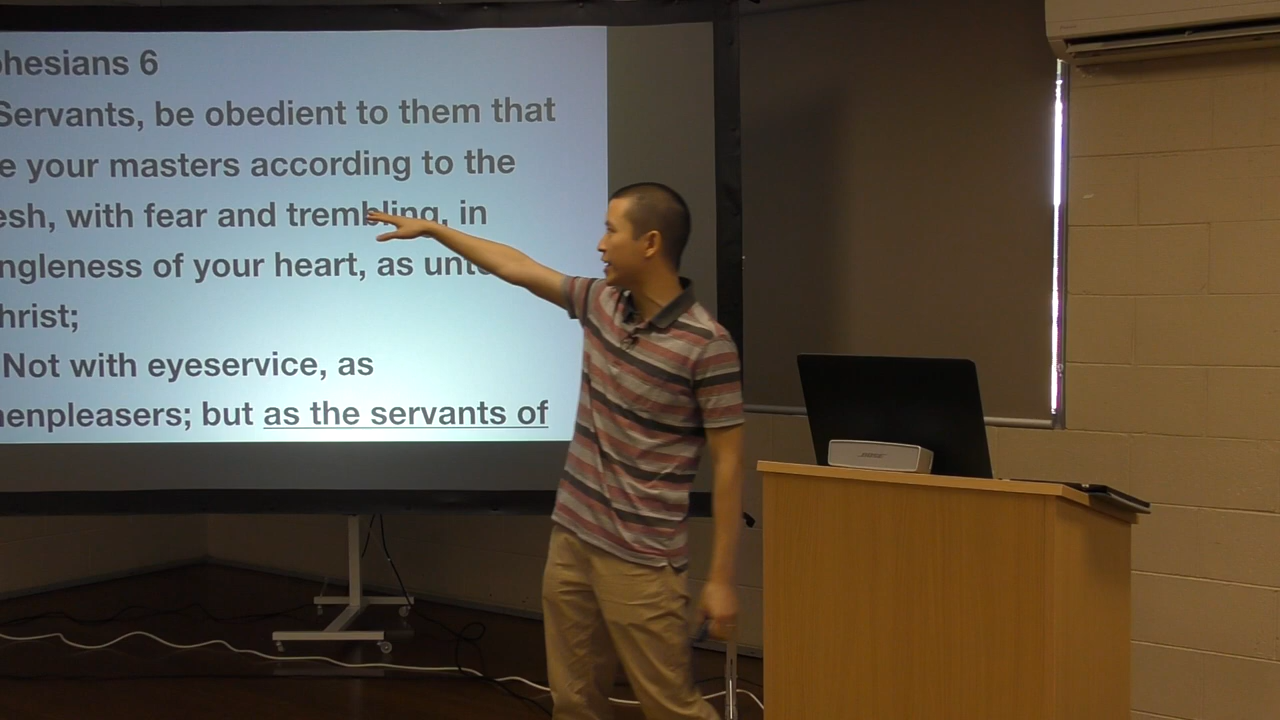 phesians 6
Servants, be obedient to them that
e your masters according to the
esh, with fear and trembling, in
ngleness of your heart, as unto
hrist;
Not with eyeservice, as
enpleasers; but as the servants of
BOSE